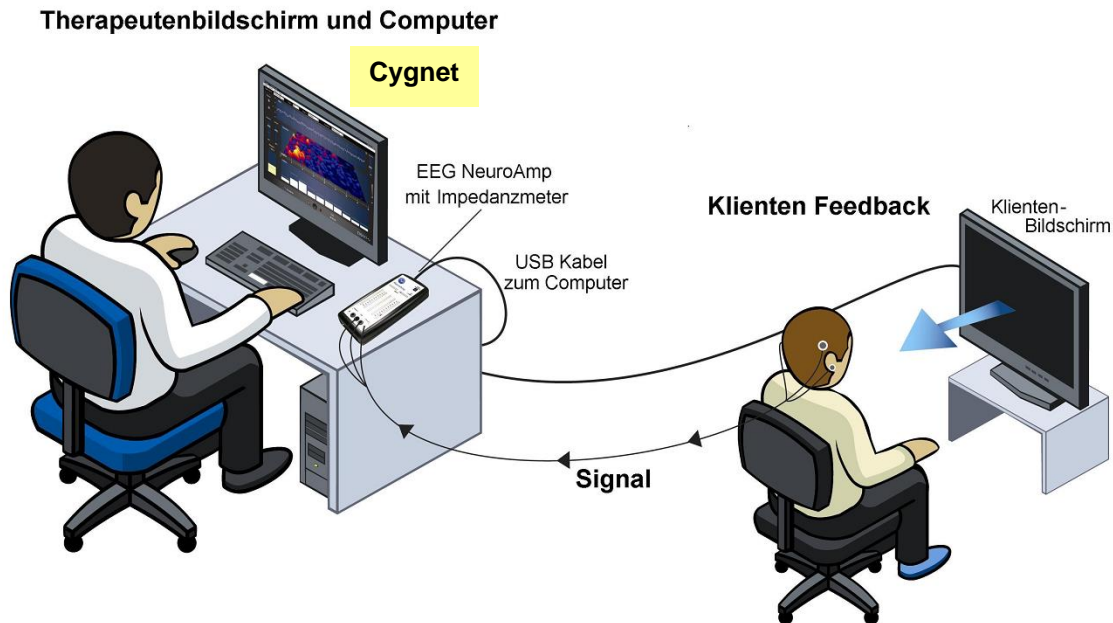 Therapeutenbildschirm und Computer
Cygnet
EEG NeuroAmp
mit Impedanzmeter
USB Kabel
zum Computer
Klienten Feedback
Klienten-
Bildschirm
Signal